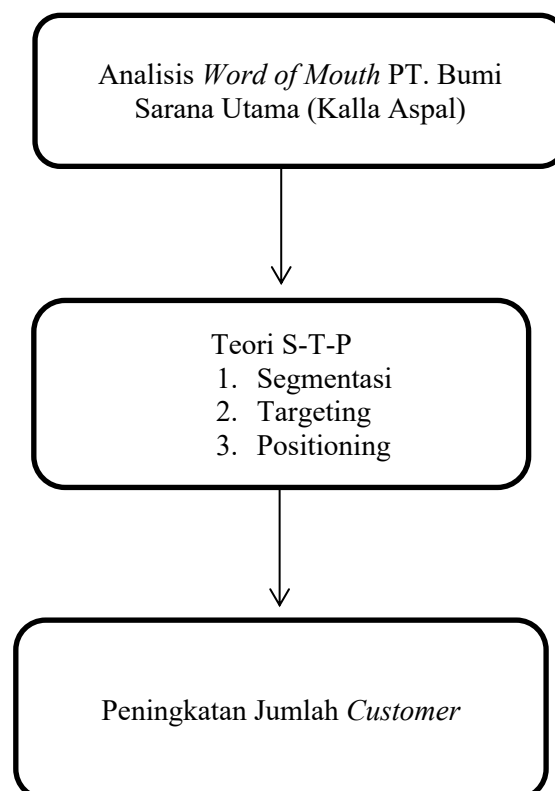 Analisis Word of Mouth PT. Bumi
Sarana Utama (Kalla Aspal)
Teori S-T-P
1. Segmentasi
2. Targeting
3. Positioning
Peningkatan Jumlah Customer